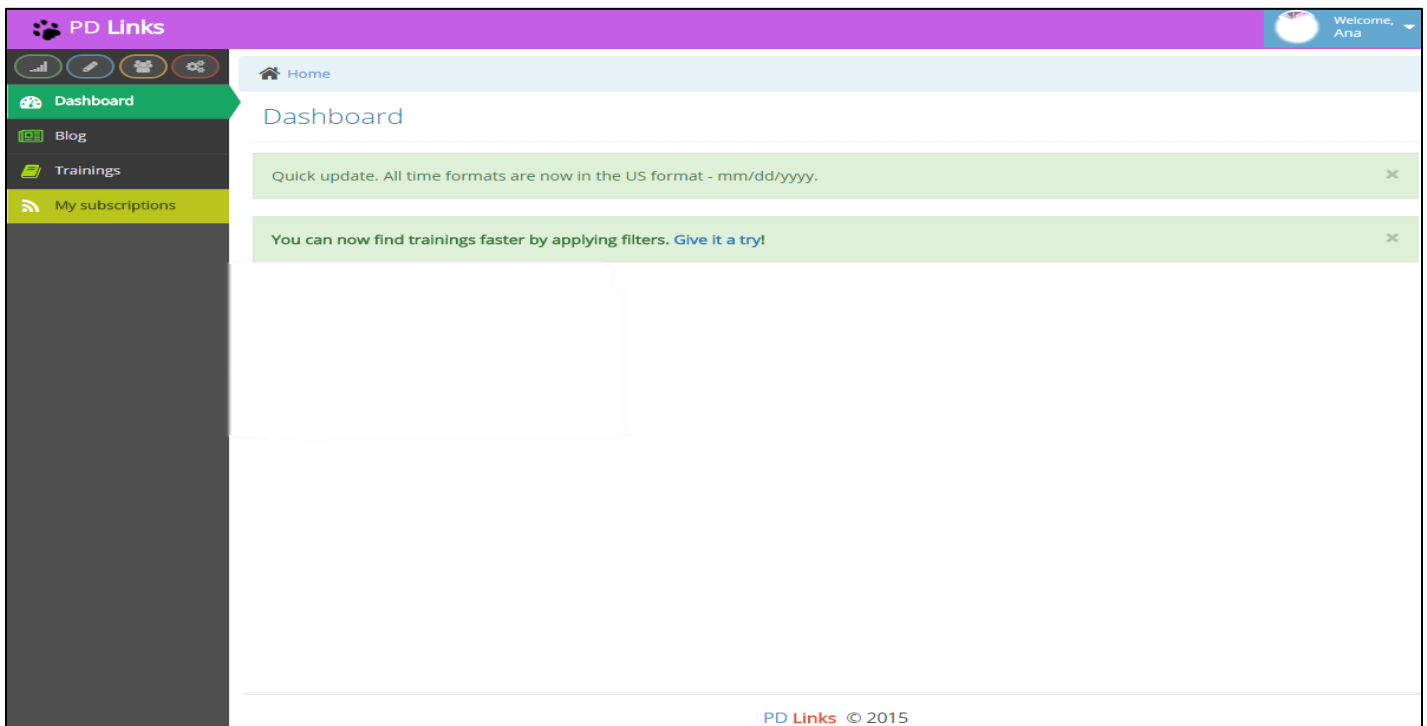 PD Links
Welcome,
Ana
Home
Dashboard
Dashboard
Blog
Quick update. All time formats are now in the US format - mm/dd/yyyy.
Trainings
My subscriptions
You can now find trainings faster by applying filters. Give it a try!
PD Links © 2015